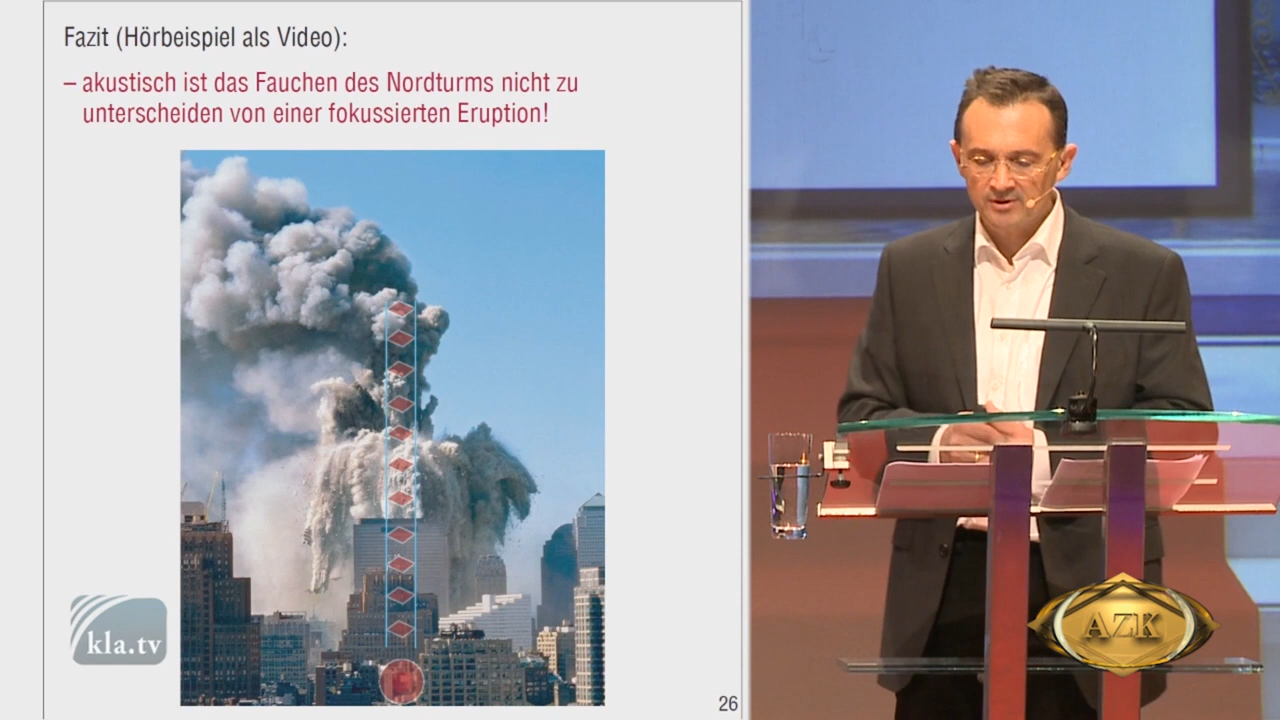 Fazit (Hörbeispiel als Video):
– akustisch ist das Fauchen des Nordturms nicht zu
unterscheiden von einer fokussierten Eruption!
kla.tv
26
AZK